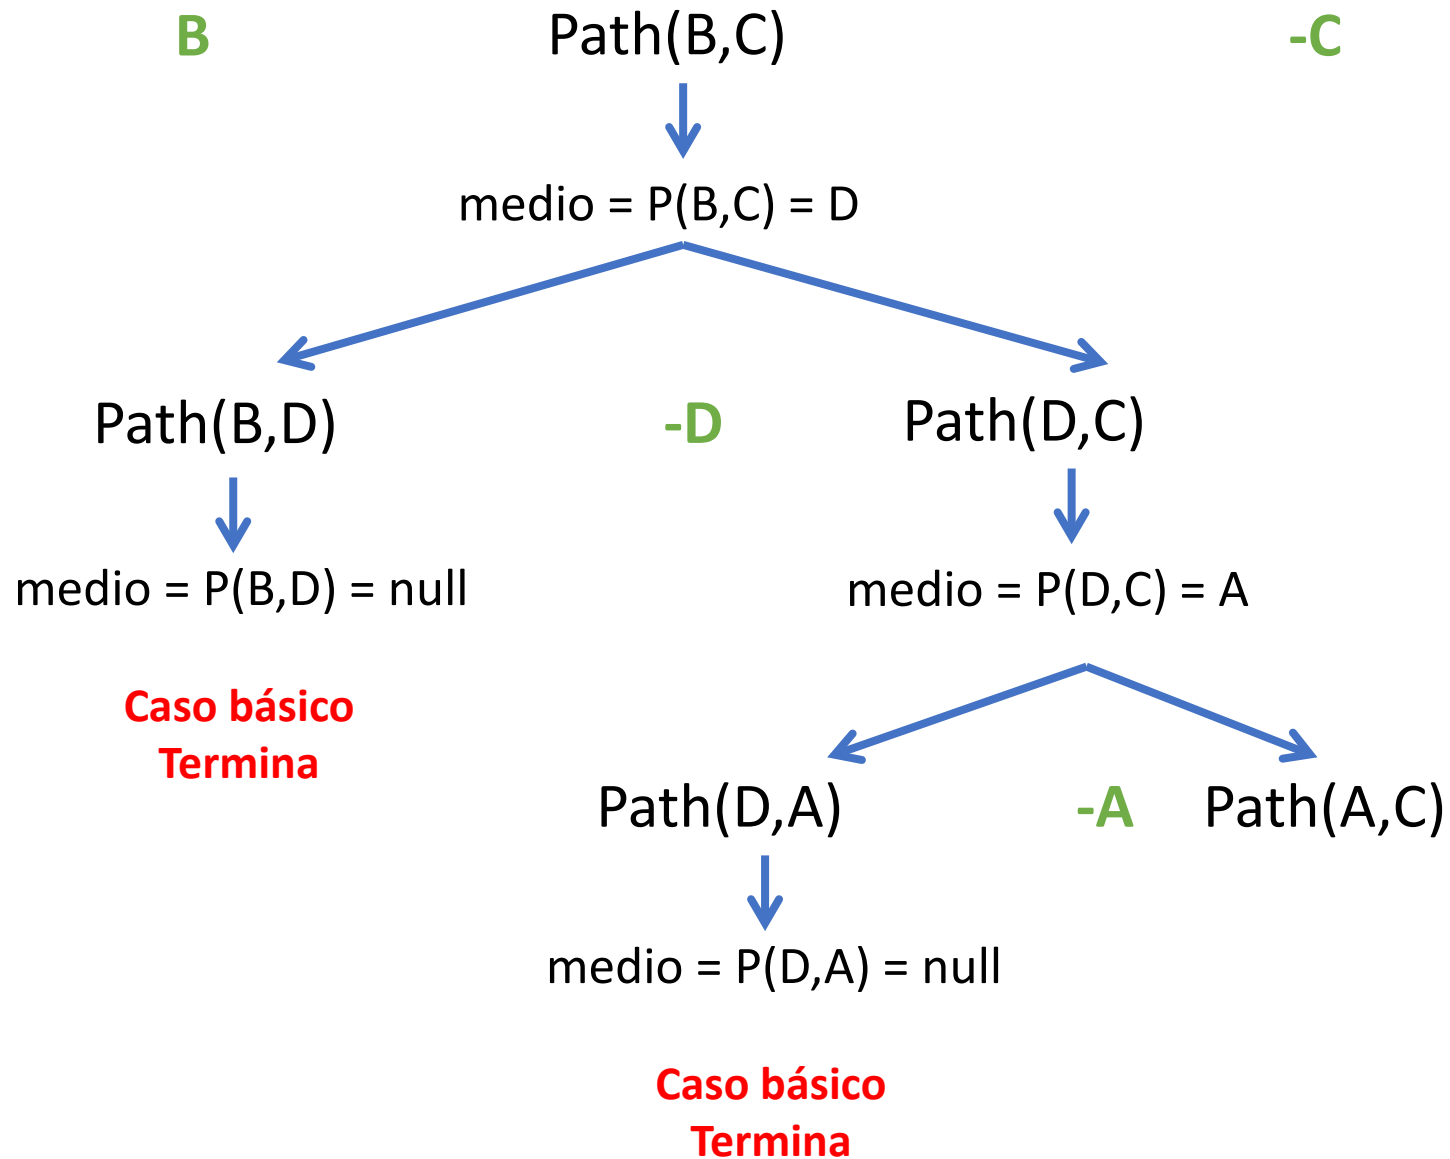 B
Path(B,C)
-C
medio = P(B,C) = D
Path(B,D)
-D
Path(D,C)
medio = P(B,D) = null
medio = P(D,C) = A
Caso básico
Termina
Path(D,A)
-A
Path(A,C)
medio = P(D,A) = null
Caso básico
Termina